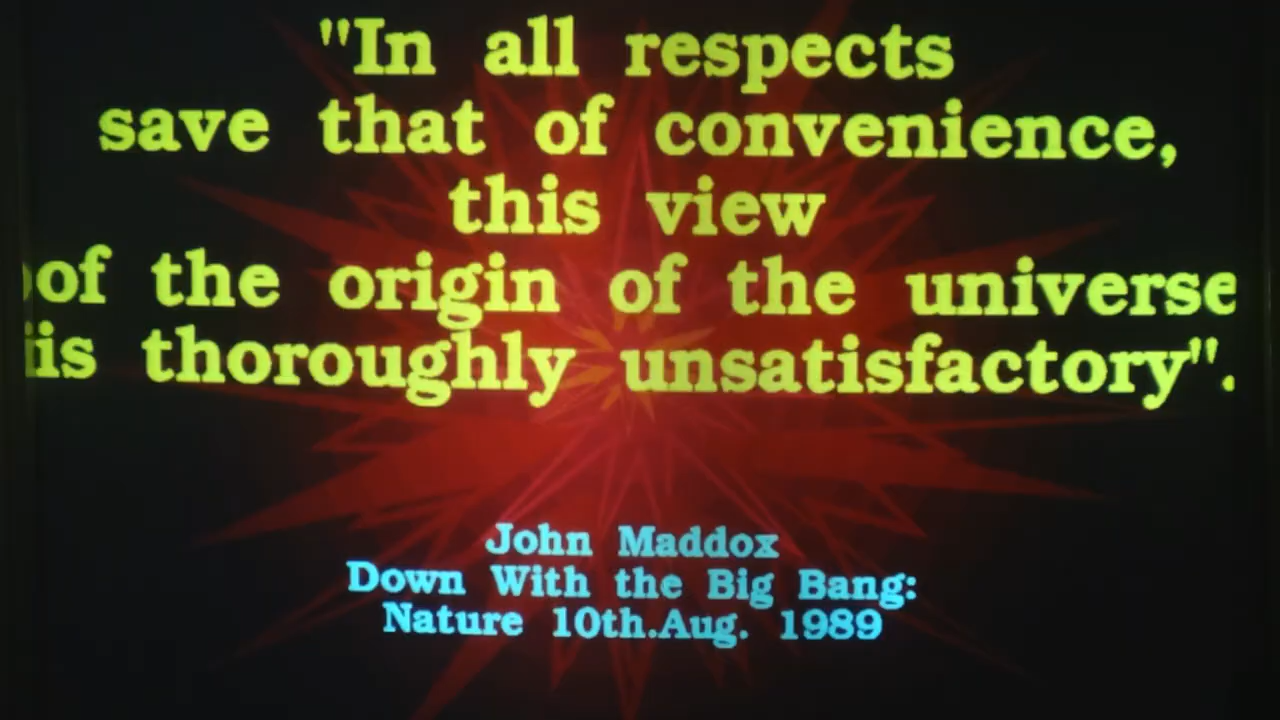 "In all respects
save that of convenience,
this view
of the origin of the universe
is thoroughly unsatisfactory".
John Maddox
Down With the Big Bang:
Nature 10th.Aug. 1989